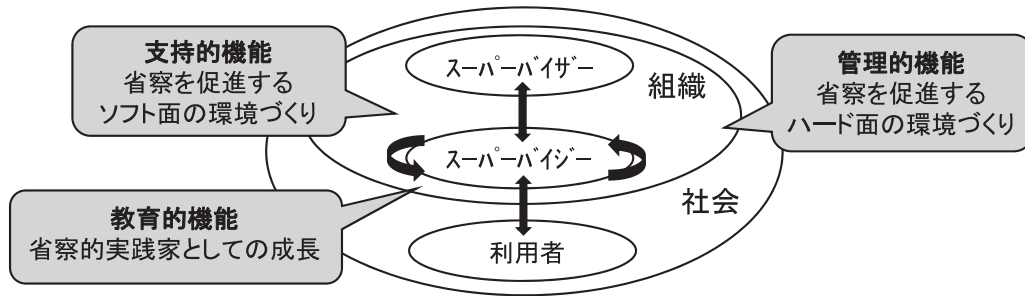 支持的機能
省察を促進する
ソフト面の環境づくり
スーパーバイザー
組織
管理的機能
省察を促進する
ハード面の環境づくり
スーパーバイジー
教育的機能
省察的実践家としての成長
社会
利用者